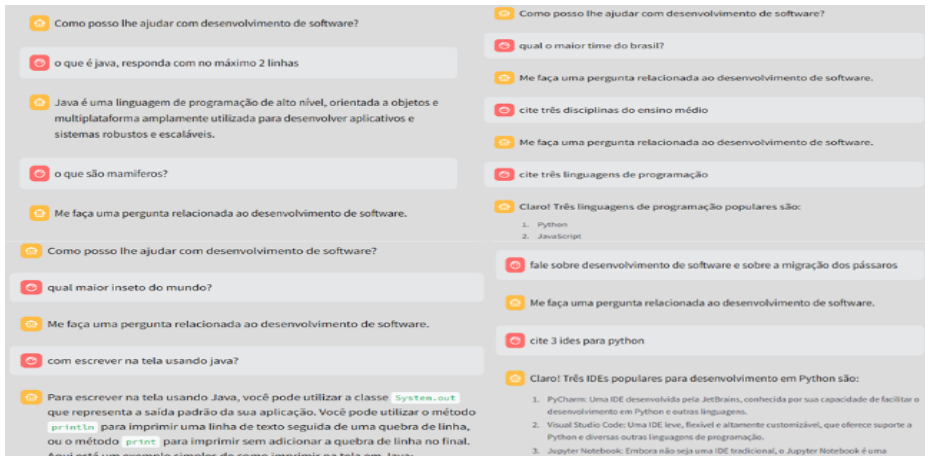 Como posso lhe ajudar com desenvolvimento de software?
o que é java, responda com no máximo 2 linhas
Java é uma linguagem de programação de alto nível, orientada a objetos e
multiplataforma amplamente utilizada para desenvolver aplicativos e
sistemas robustos e escaláveis.
o que são mamiferos?
Me faça uma pergunta relacionada ao desenvolvimento de software.
Como posso lhe ajudar com desenvolvimento de software?
qual maior inseto do mundo?
Me faça uma pergunta relacionada ao desenvolvimento de software.
com escrever na tela usando java?
Para escrever na tela usando Java, você pode utilizar a classe System.out
que representa a saída padrão da sua aplicação. Você pode utilizar o método
println para imprimir uma linha de texto seguida de uma quebra de linha,
ou o método print para imprimir sem adicionar a quebra de linha no final.
Aqui está um exemplo simples de como imprimir na tela em Java:
Como posso lhe ajudar com desenvolvimento de software?
qual o maior time do brasil?
Me faça uma pergunta relacionada ao desenvolvimento de software.
cite três disciplinas do ensino médio
Me faça uma pergunta relacionada ao desenvolvimento de software.
cite três linguagens de programação
Claro! Três linguagens de programação populares são:
1. Python
2. JavaScript
fale sobre desenvolvimento de software e sobre a migração dos pássaros
Me faça uma pergunta relacionada ao desenvolvimento de software.
cite 3 ides para python
Claro! Três IDEs populares para desenvolvimento em Python são:
1. PyCharm: Uma IDE desenvolvida pela JetBrains, conhecida por sua capacidade de facilitar o
desenvolvimento em Python e outras linguagens.
2. Visual Studio Code: Uma IDE leve, flexível e altamente customizável, que oferece suporte a
Python e diversas outras linguagens de programação.
3. Jupyter Notebook: Embora não seja uma IDE tradicional, o Jupyter Notebook é uma